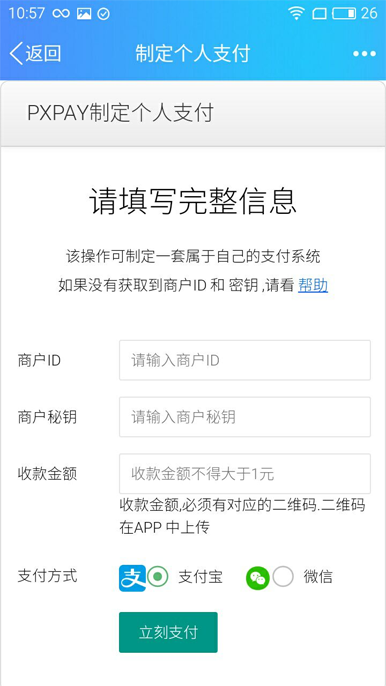 10:57
26
返回
制定个人支付
PXPAY制定个人支付
请填写完整信息
该操作可制定一套属于自己的支付系统
如果没有获取到商户ID 和 密钥 ,请看 帮助
商户ID
请输入商户ID
商户秘钥
请输入商户秘钥
收款金额
收款金额不得大于1元
收款金额,必须有对应的二维码.二维码
在APP 中上传
支付方式
支
支付宝
微信
立刻支付